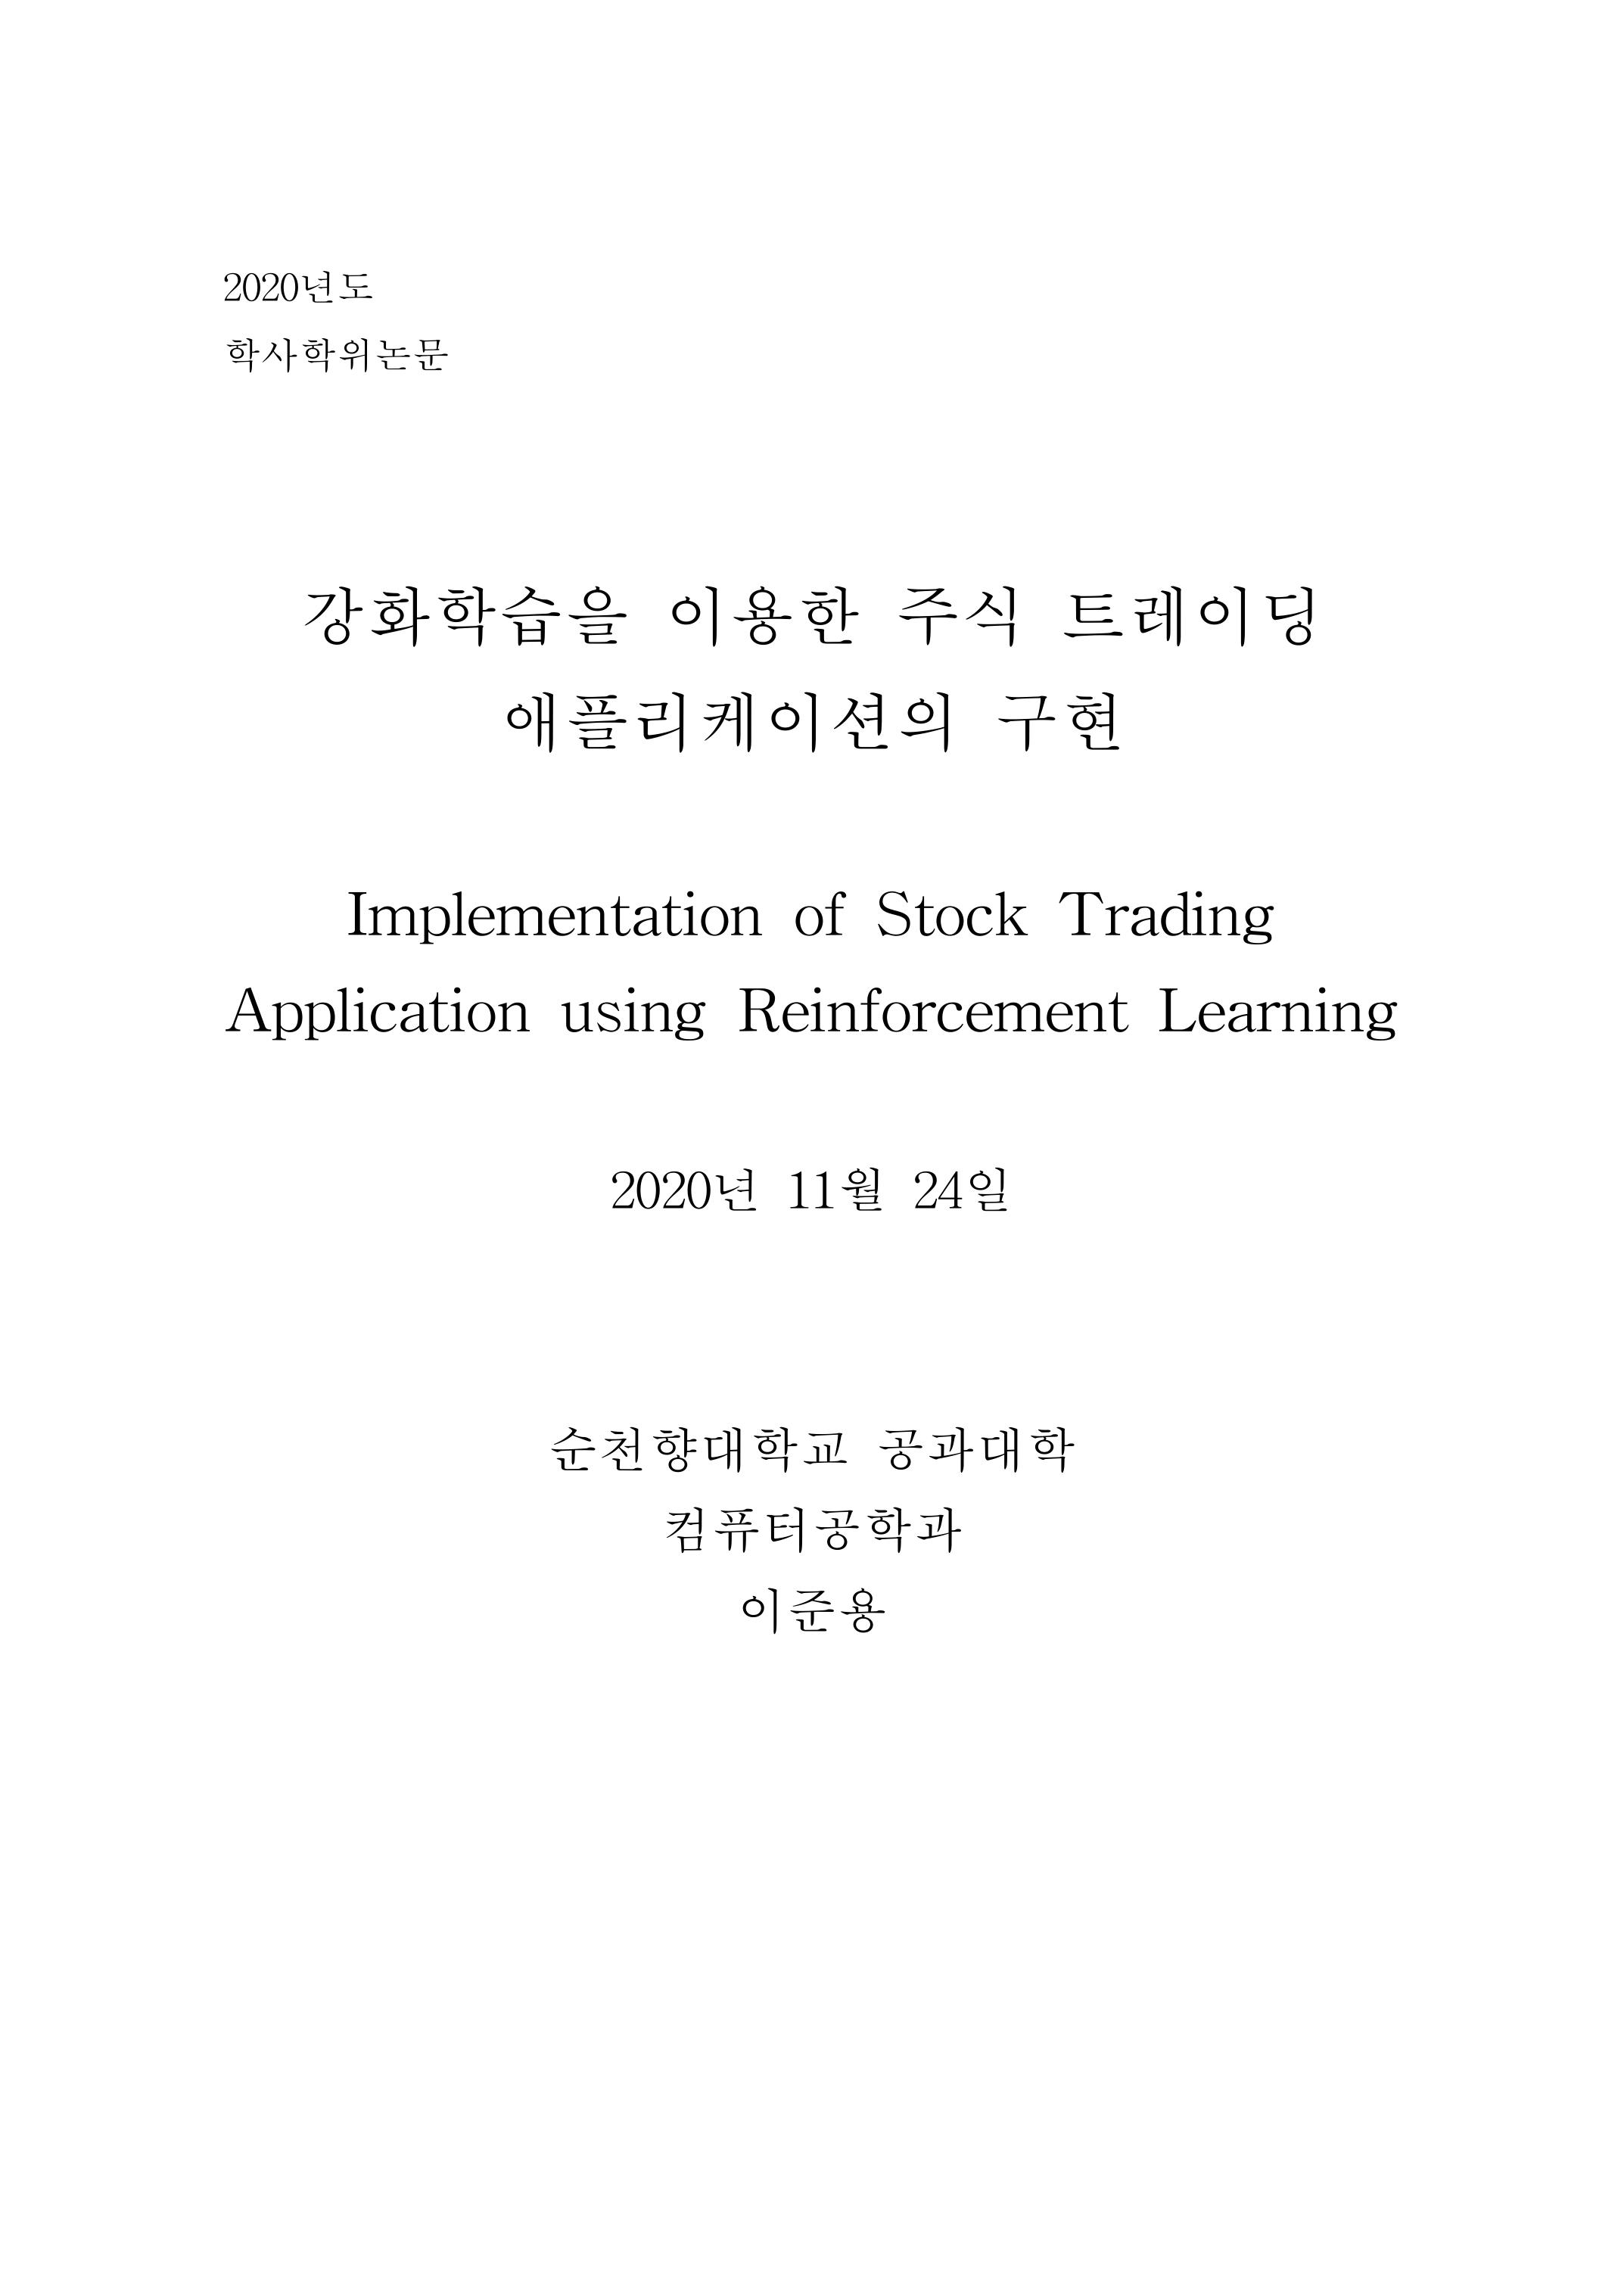 2020년도
학사학위논문
강화학습을 이용한 주식 트레이딩
애플리케이션의 구현
Implementation of Stock Trading
Application using Reinforcement Learning
2020년 11월 24일
순천향대학교 공과대학
컴퓨터공학과
이준용